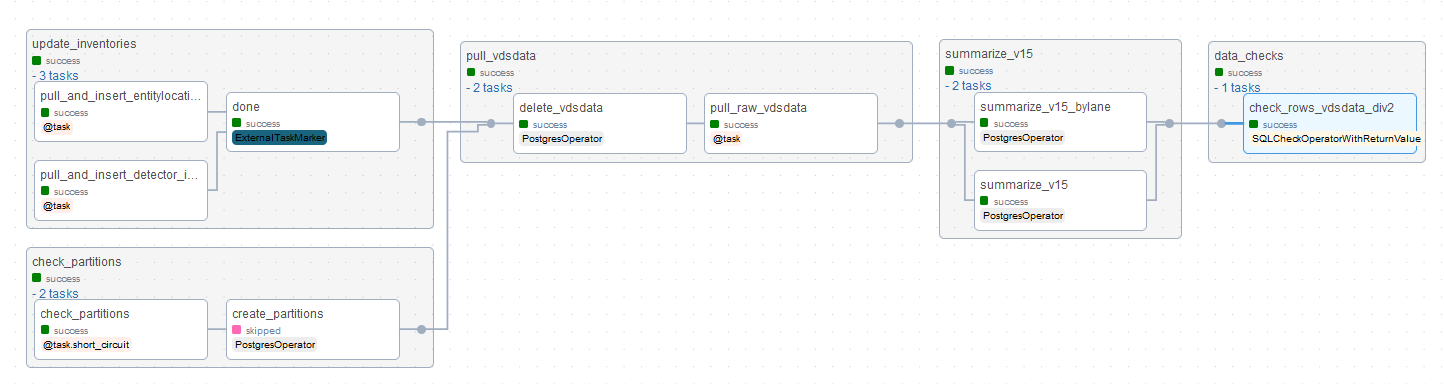 update_inventories
success
- 3 tasks
pull_and_insert_entitylocati...
success
@task
done
success
ExternalTaskMarker
pull_and_insert_detector_i...
success
@task
check_partitions
success
- 2 tasks
check_partitions
success
@task.short_circuit
create_partitions
skipped
PostgresOperator
pull_vdsdata
success
- 2 tasks
delete_vdsdata
success
PostgresOperator
pull_raw_vdsdata
success
@task
summarize_v15
success
- 2 tasks
summarize_v15_bylane
success
PostgresOperator
summarize_v15
success
PostgresOperator
data_checks
success
- 1 tasks
check_rows_vdsdata_div2
success
SQLCheckOperatorWithReturnValue